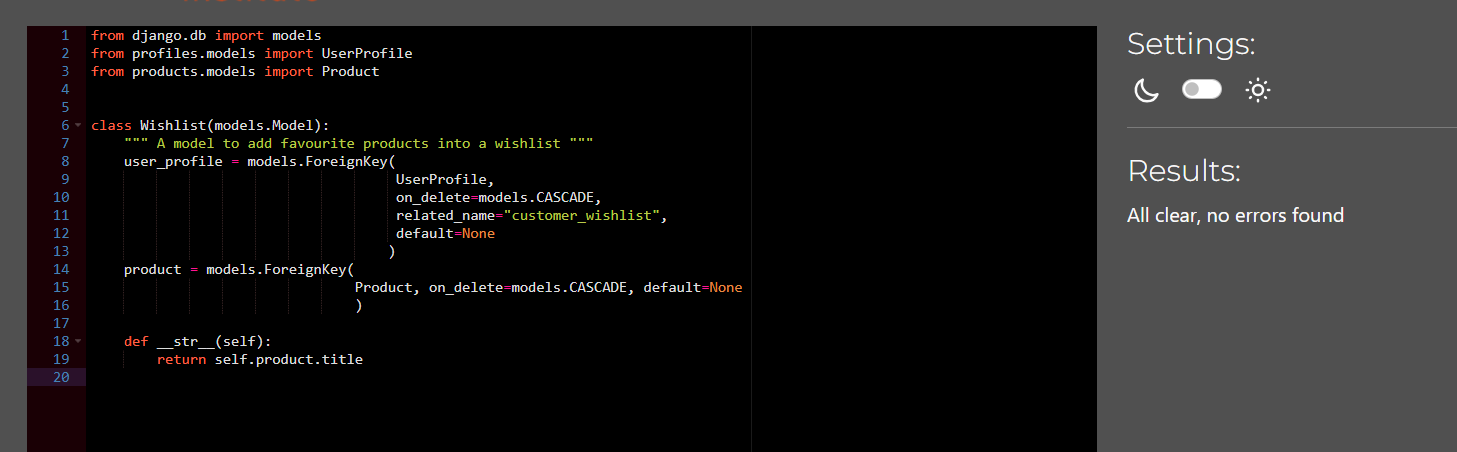 1 from django.db import models
2 from profiles.models import UserProfile
3 from products.models import Product
4
5
6 class Wishlist(models.Model):
7     """ A model to add favourite products into a wishlist """
8     user_profile = models.ForeignKey(
9                                      UserProfile,
10                                      on_delete=models.CASCADE,
11                                      related_name="customer_wishlist",
12                                      default=None
13                                     )
14     product = models.ForeignKey(
15                                 Product, on_delete=models.CASCADE, default=None
16                                 )
17
18     def __str__(self):
19         return self.product.title
20
Settings:
Results:
All clear, no errors found